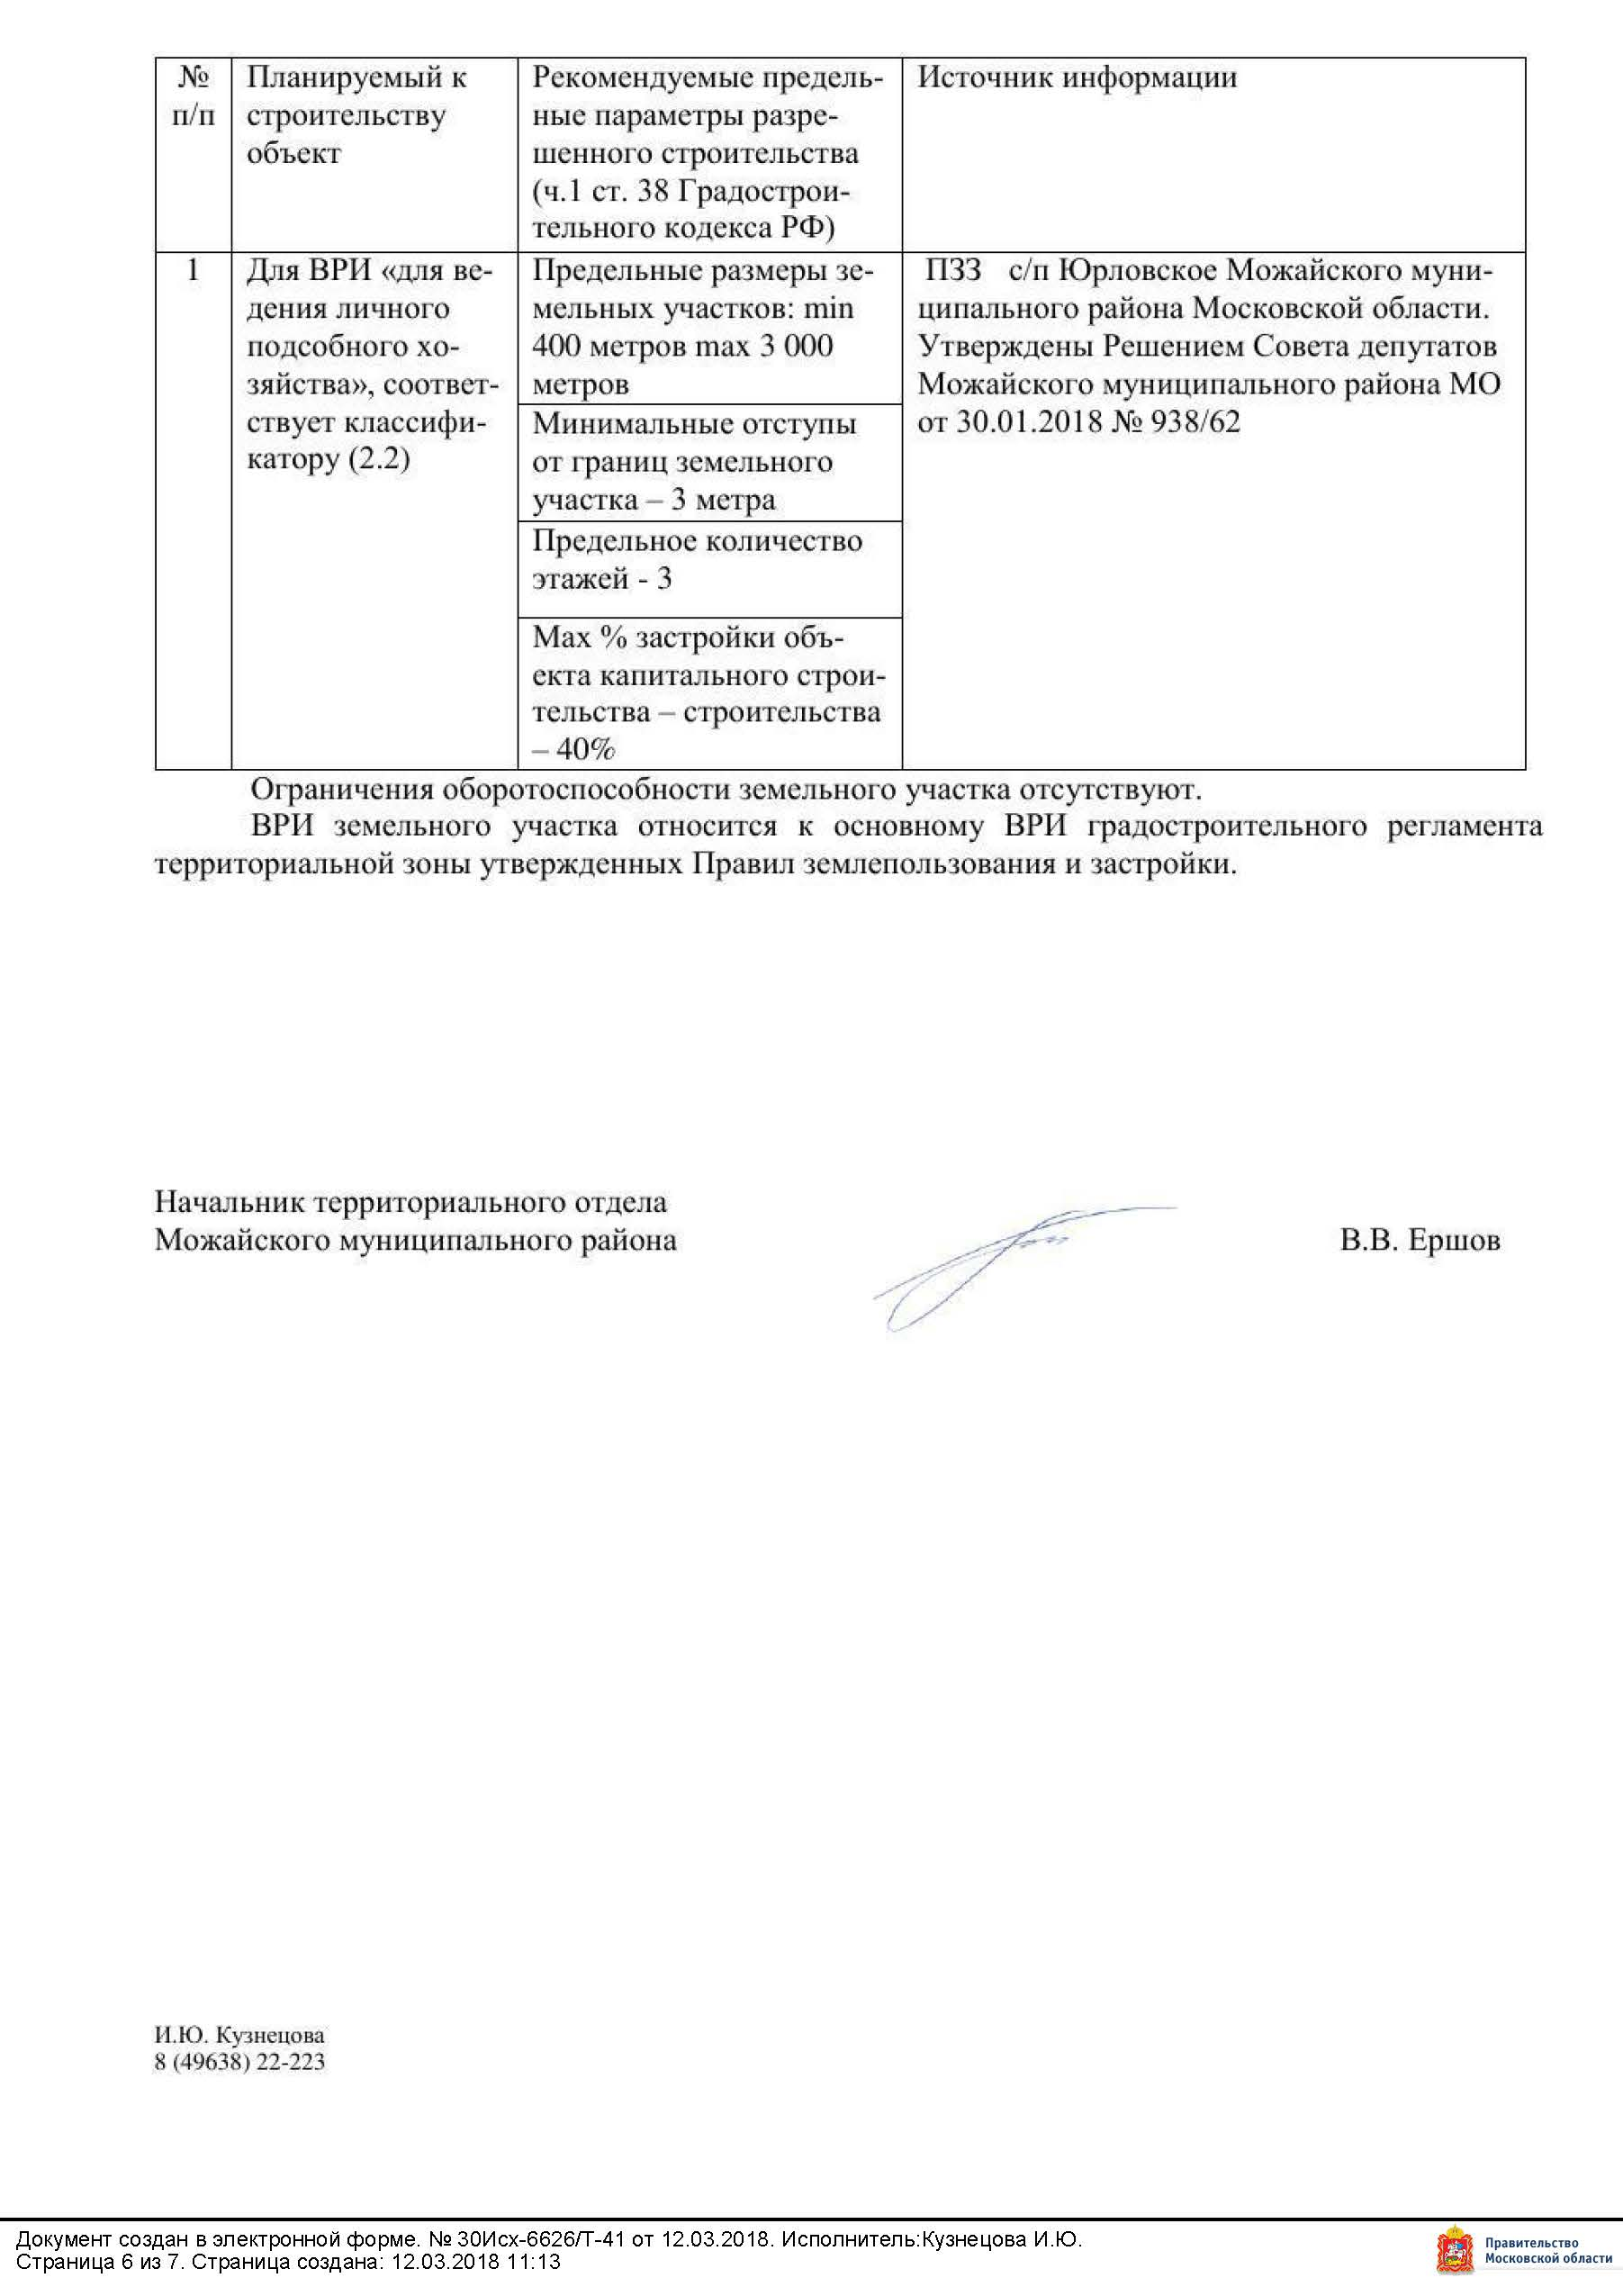 № п/п
Планируемый к
строительству
объект
Рекомендуемые предель-
ные параметры разре-
шенного строительства
(ч.1 ст. 38 Градострои-
тельного кодекса РФ)
Источник информации
1
Для ВРИ «для ве-
дения личного
подсобного хо-
зяйства», соответ-
ствует классифи-
катору (2.2)
Предельные размеры зе-
мельных участков: min
400 метров max 3 000
метров
Минимальные отступы
от границ земельного
участка – 3 метра
Предельное количество
этажей - 3
Max % застройки объ-
екта капитального строи-
тельства – строительства
– 40%
ПЗЗ с/п Юрловское Можайского муни-
ципального района Московской области.
Утверждены Решением Совета депутатов
Можайского муниципального района МО
от 30.01.2018 № 938/62
Ограничения оборотоспособности земельного участка отсутствуют.
ВРИ земельного участка относится к основному ВРИ градостроительного регламента
территориальной зоны утвержденных Правил землепользования и застройки.
Начальник территориального отдела
Можайского муниципального района
В.В. Ершов
И.Ю. Кузнецова
8 (49638) 22-223
Документ создан в электронной форме. № 30Исх-6626/Т-41 от 12.03.2018. Исполнитель:Кузнецова И.Ю.
Страница 6 из 7. Страница создана: 12.03.2018 11:13
Правительство
Московской области